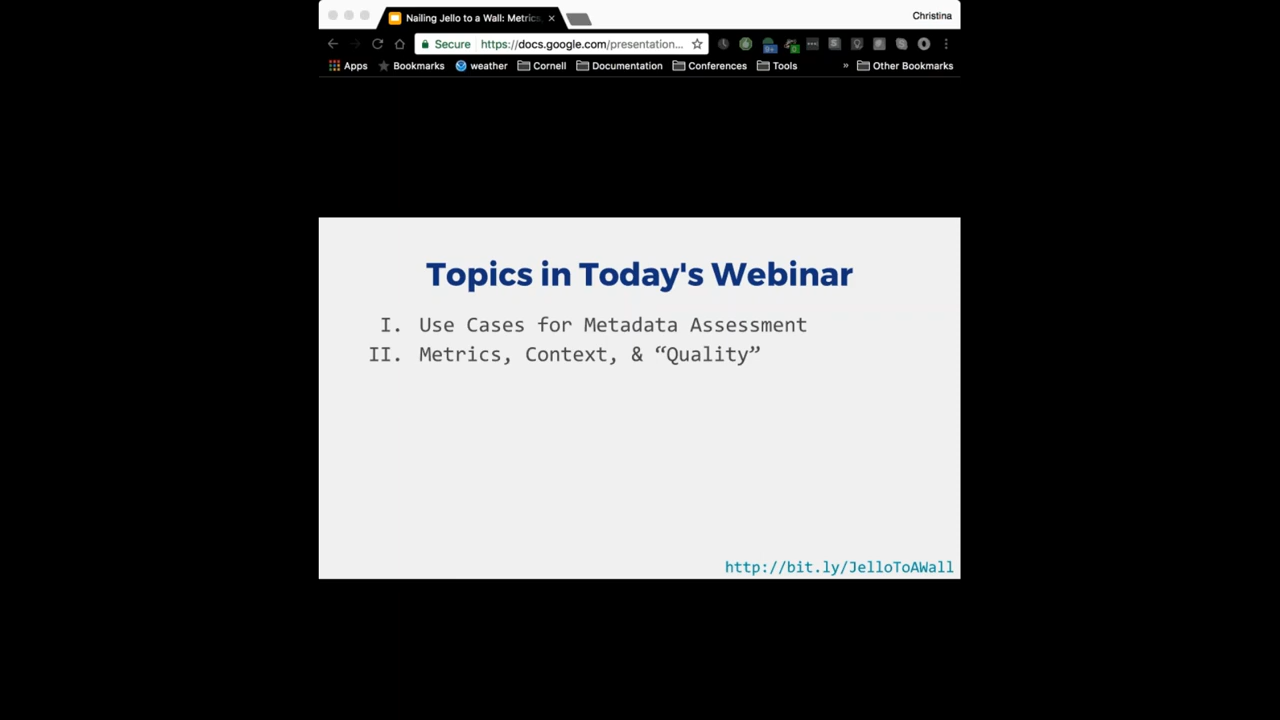 Nailing Jello to a Wall: Metrics,
Christina
Secure https://docs.google.com/presentation...
Apps Bookmarks weather Cornell Documentation Conferences Tools » Other Bookmarks
Topics in Today's Webinar
I. Use Cases for Metadata Assessment
II. Metrics, Context, & “Quality”
http://bit.ly/JelloToAWall